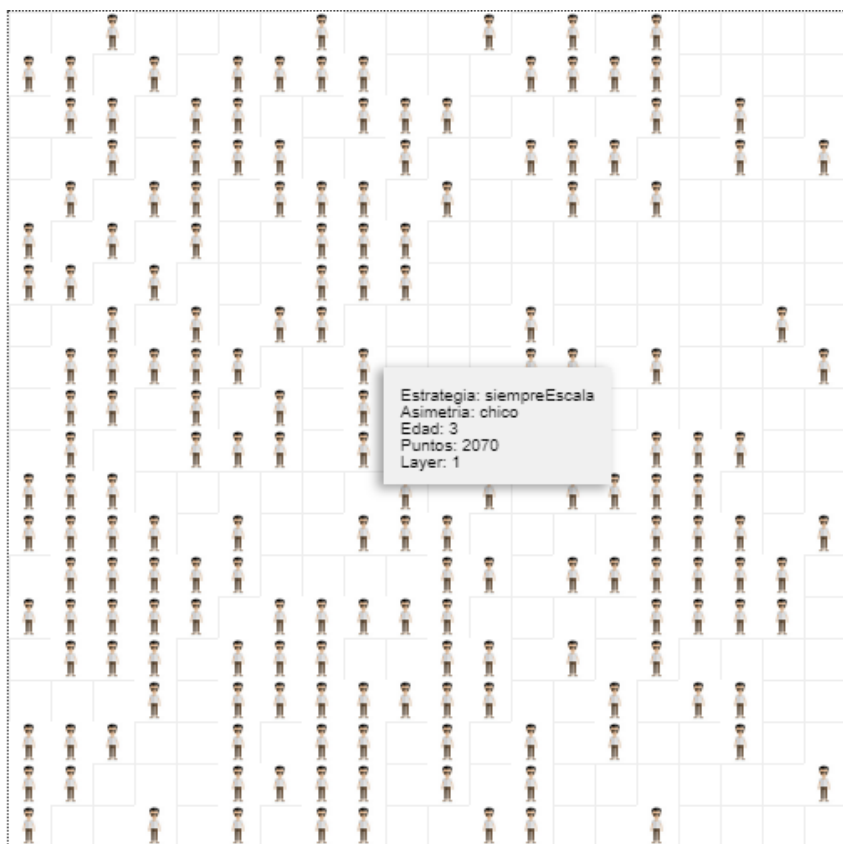 Estrategia: siempreEscala
Asimetria: chico
Edad: 3
Puntos: 2070
Layer: 1